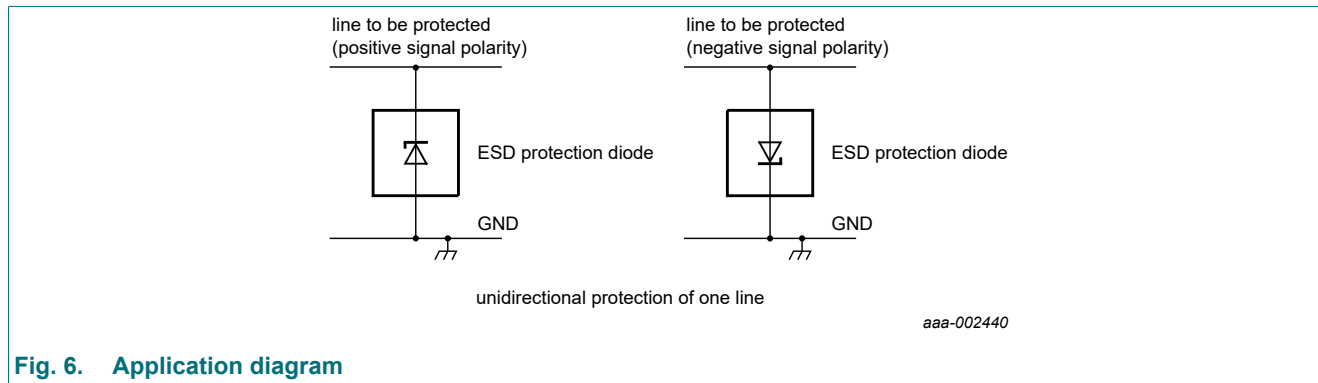 line to be protected
(positive signal polarity)
ESD protection diode
GND
line to be protected
(negative signal polarity)
ESD protection diode
GND
unidirectional protection of one line
aaa-002440
Fig. 6. Application diagram